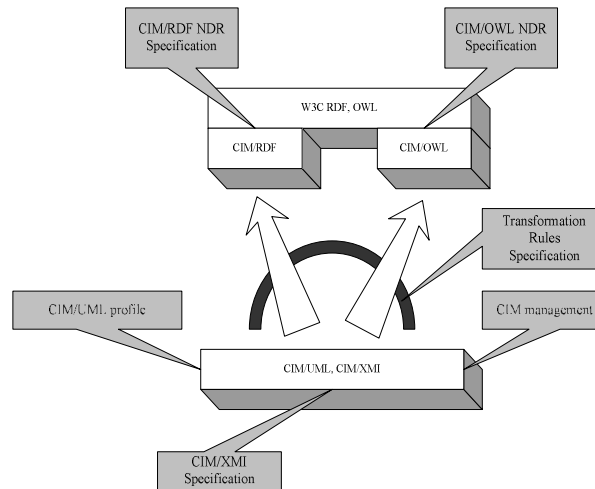 CIM/RDF NDR
Specification
CIM/OWL NDR
Specification
W3C RDF, OWL
CIM/RDF
CIM/OWL
Transformation
Rules
Specification
CIM/UML profile
CIM management
CIM/UML, CIM/XMI
CIM/XMI
Specification